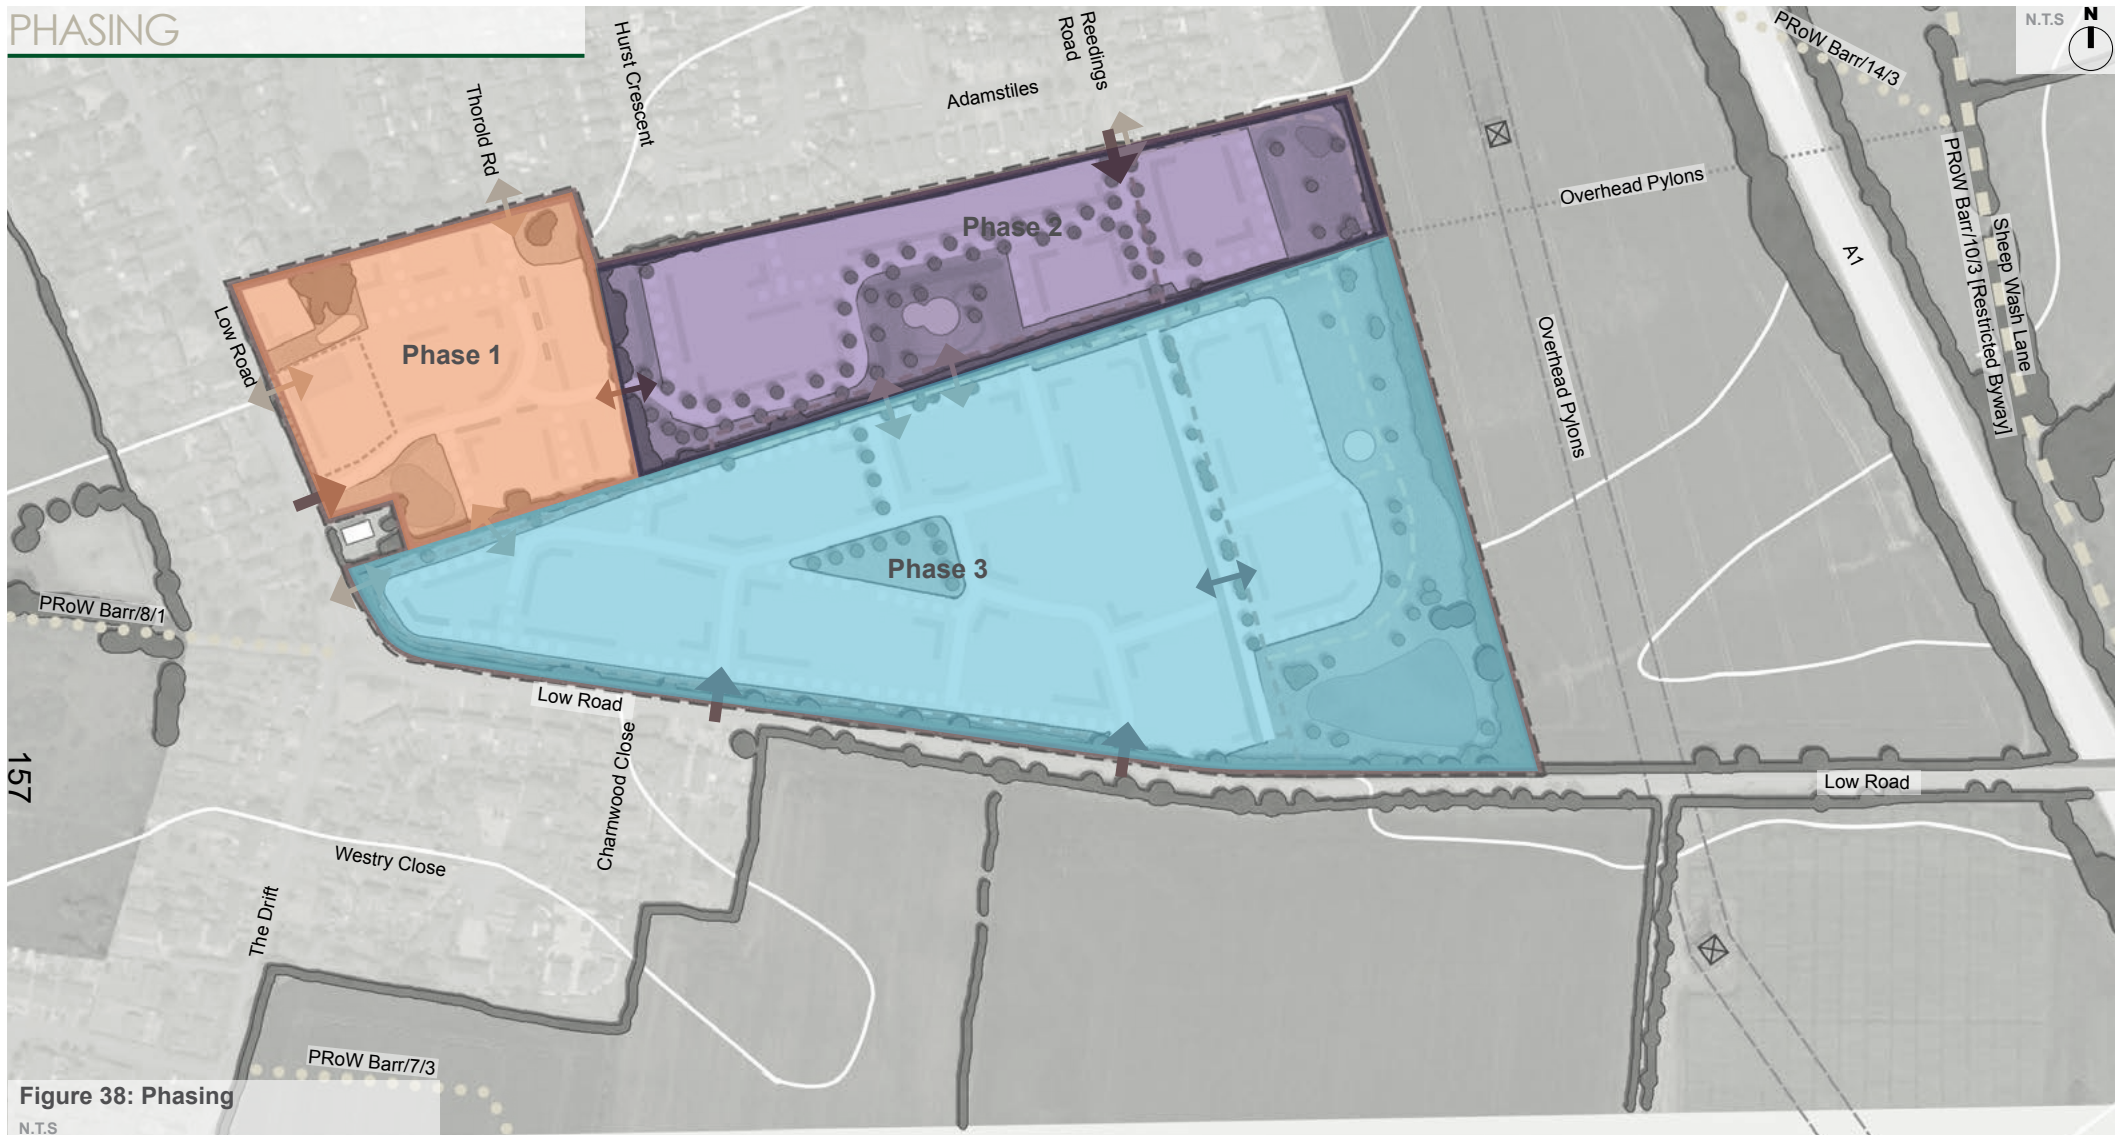 PHASING
N.T.S
N
Hurst Crescent
Reedings
Road
Adamstiles
Thorold Rd
PRoW Barr/14/3
Overhead Pylons
PRoW Barr/10/3 [Restricted Byway]
Sheep Wash Lane
A1
Phase 2
Low Road
Phase 1
Overhead Pylons
Phase 3
PRoW Barr/8/1
Low Road
Charnwood Close
157
Low Road
Westry Close
The Drift
PRoW Barr/7/3
Figure 38: Phasing
N.T.S